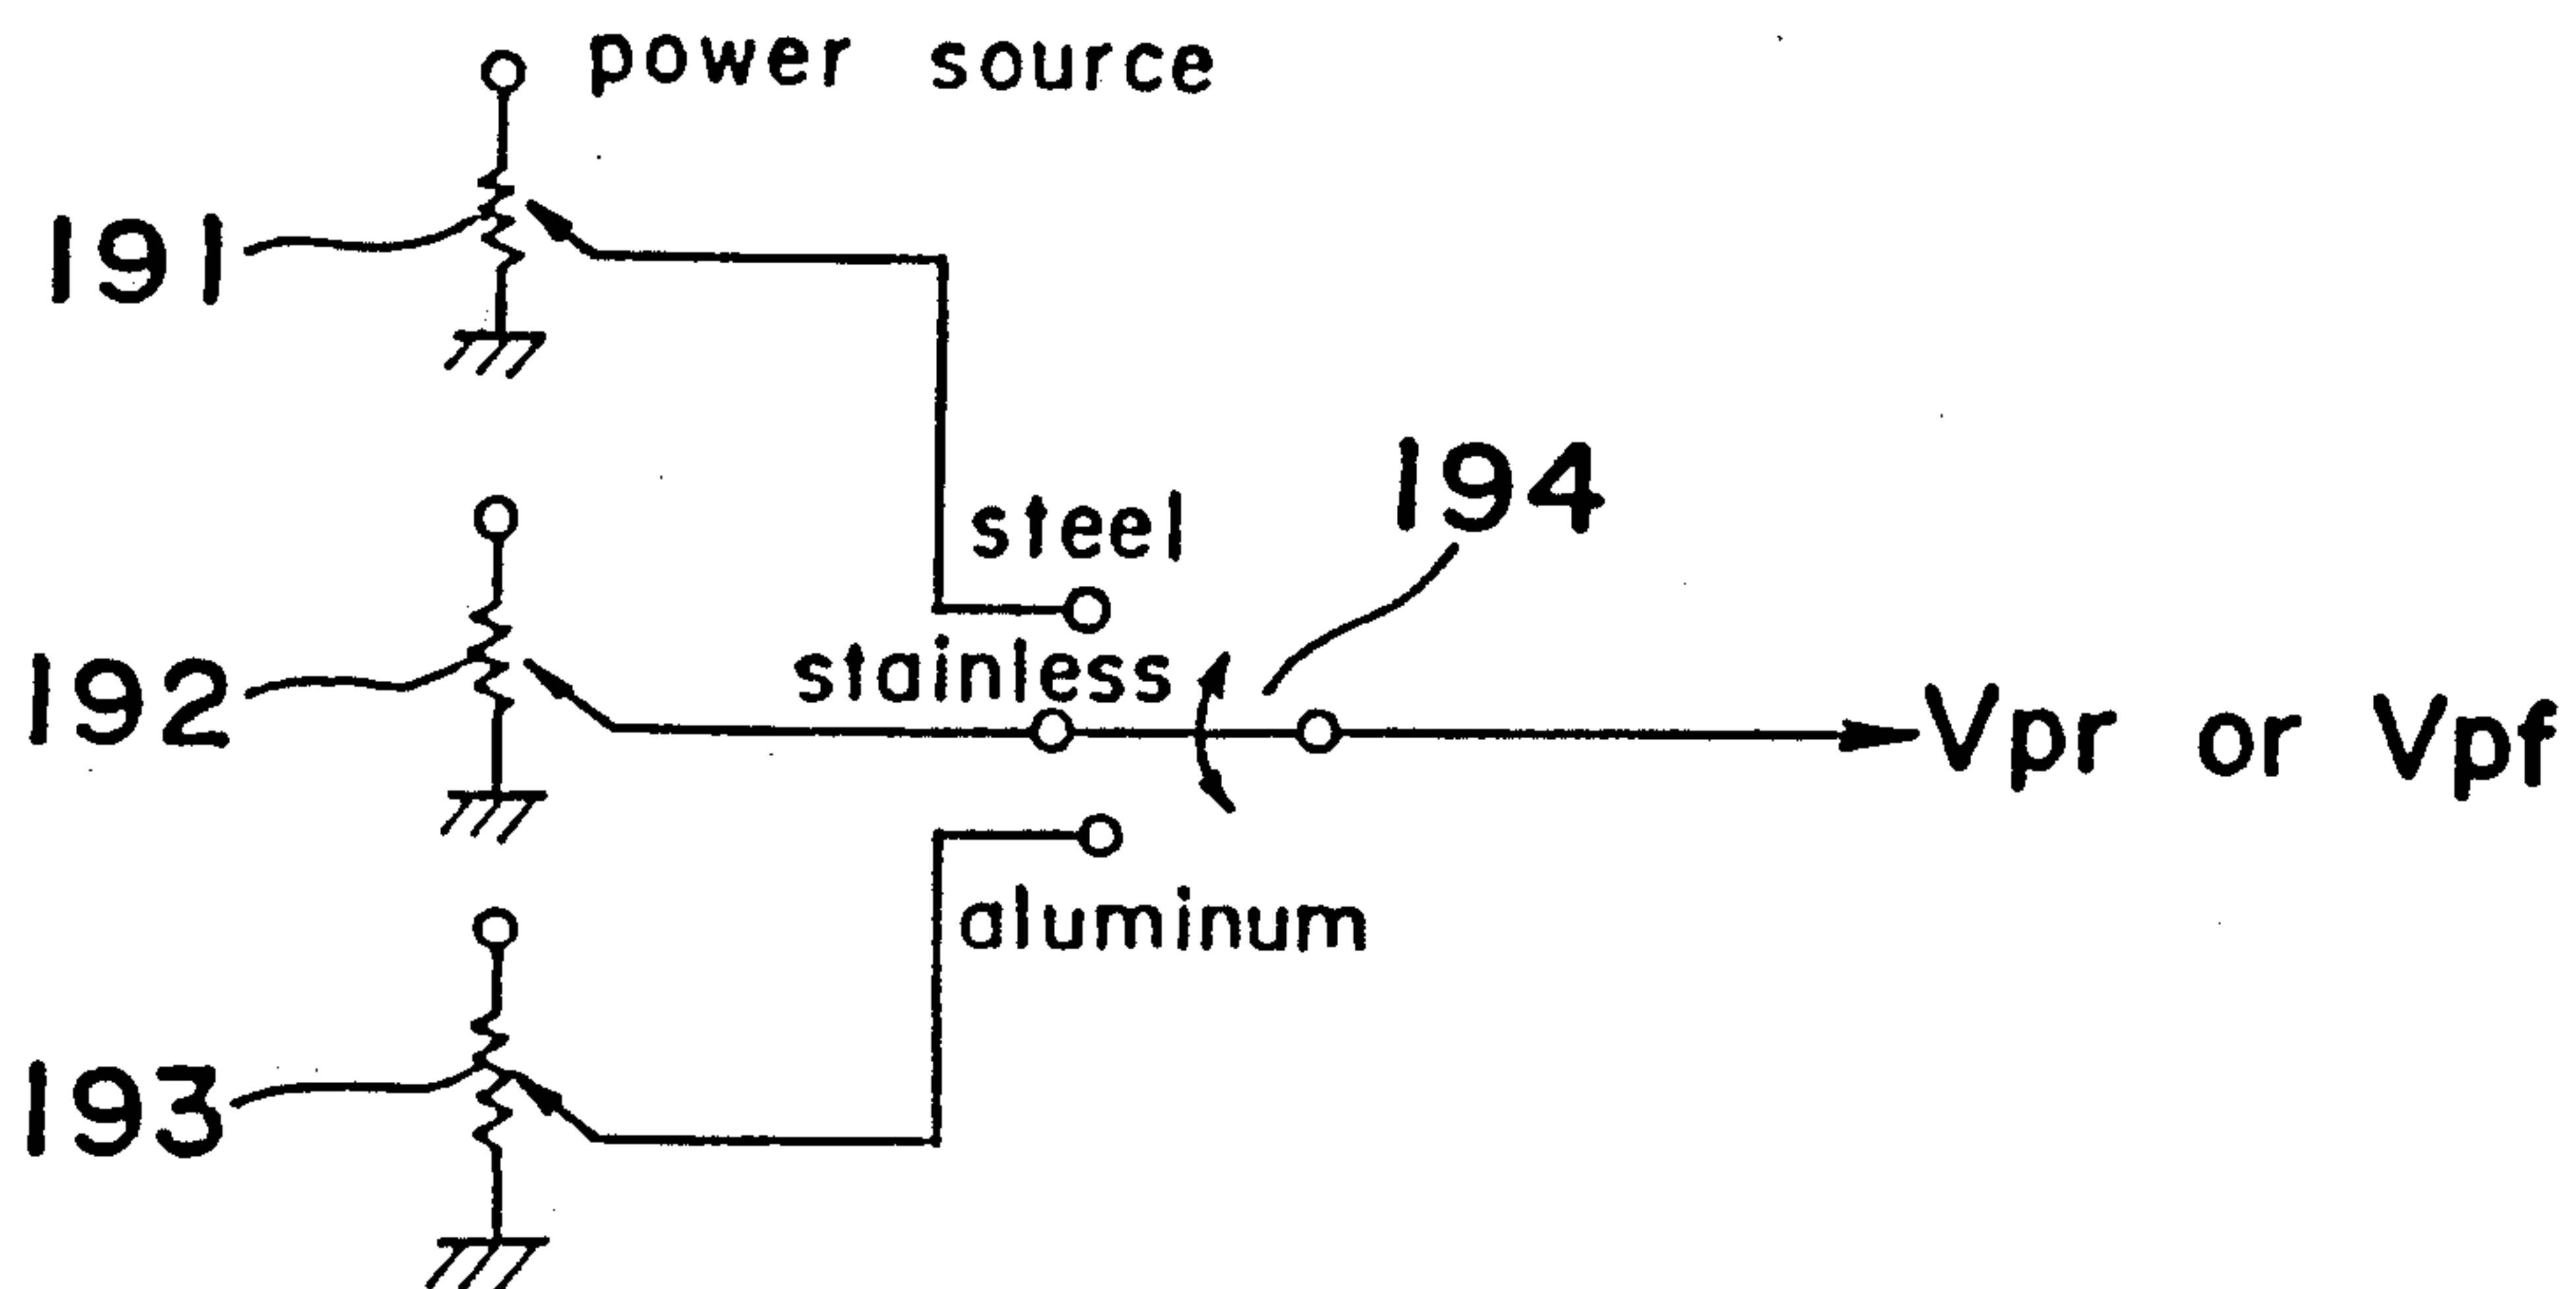 power source
191
steel
194
stainless
192
Vpr or Vpf
aluminum
193